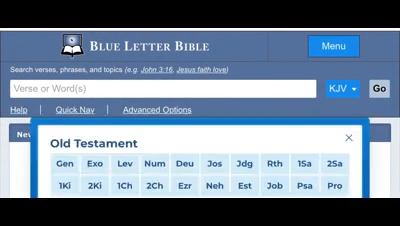 BLUE LETTER BIBLE
Menu
Search verses, phrases, and topics (e.g. John 3:16, Jesus faith love)
Verse or Word(s)
KJV
Go
Help | Quick Nav | Advanced Options
Old Testament
Gen Exo Lev Num Deu Jos Jdg Rth 1Sa 2Sa
1Ki 2Ki 1Ch 2Ch Ezr Neh Est Job Psa Pro